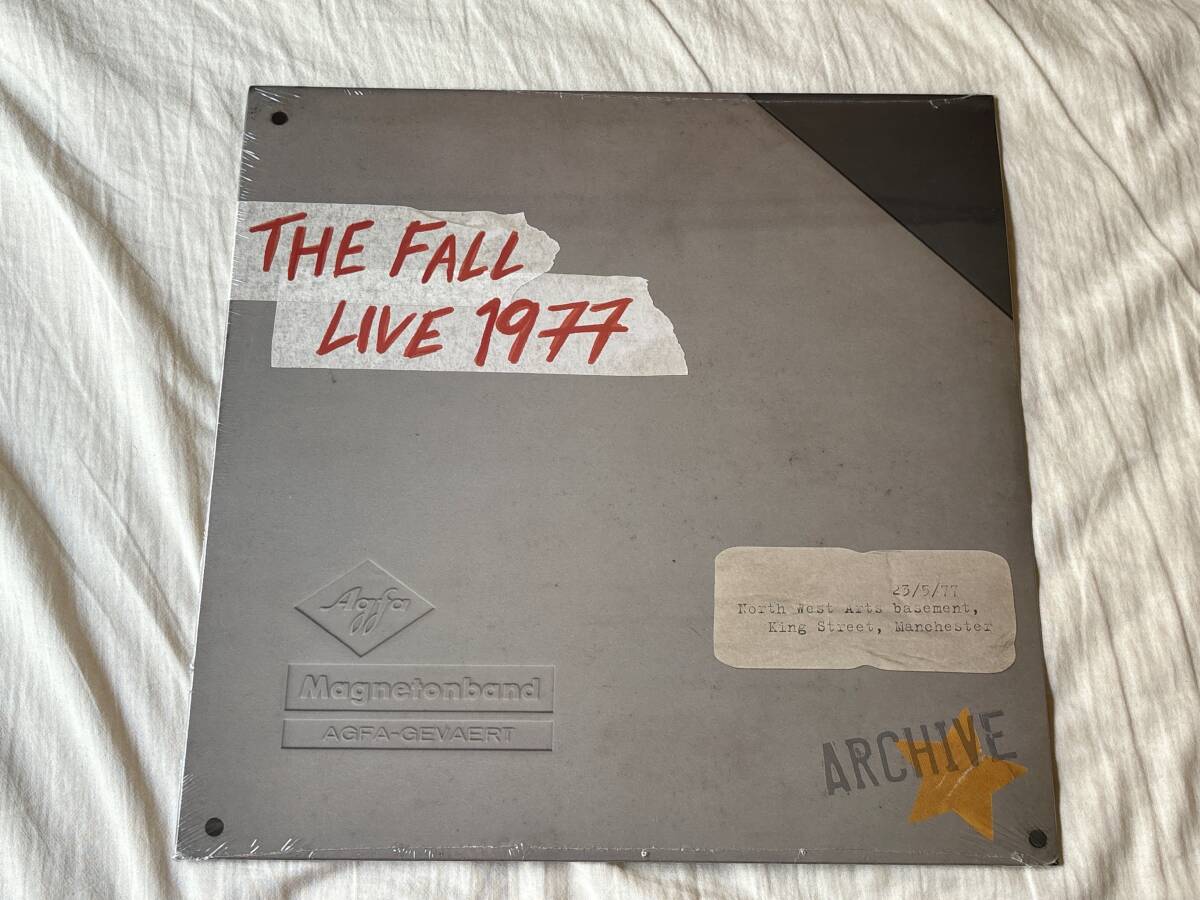 THE FALL
LIVE 1977
23/5/77
North West Arts basement,
King Street, Manchester
Agfa
Magnetonband
AGFA-GEVAERT
ARCHIVE